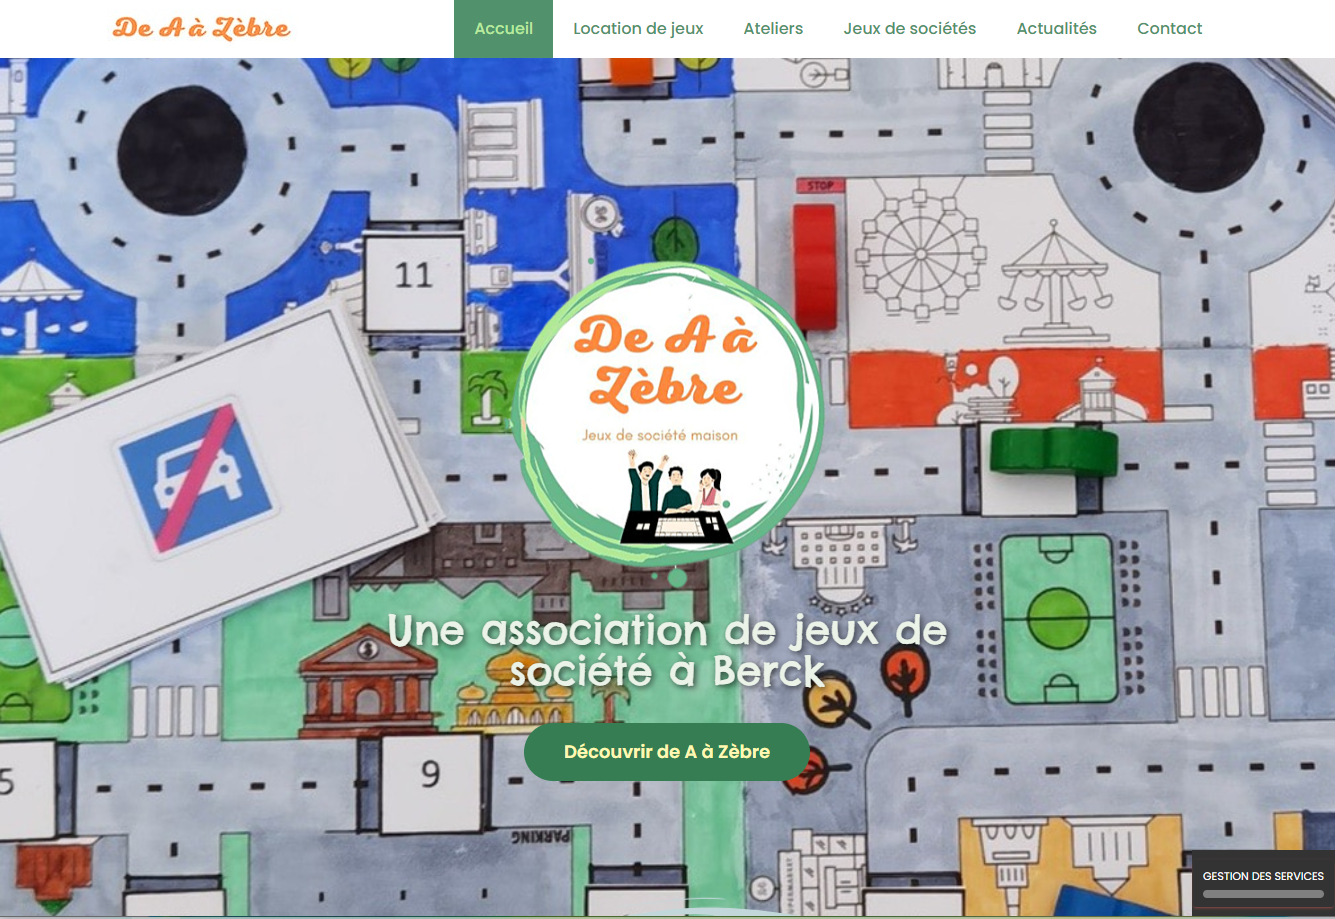 De A à Zèbre
Accueil
Location de jeux
Ateliers
Jeux de sociétés
Actualités
Contact
STOP
11
De A à
Zèbre
Jeux de société maison
Une association de jeux de
société à Berck
Découvrir de A à Zèbre
5
9
PARKING
SUPERMARKET
GESTION DES SERVICES